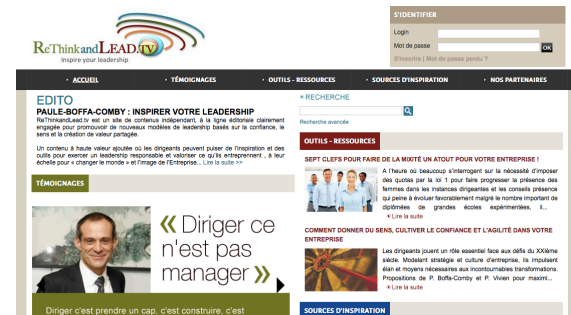 ReThinkandLEAD.TV
Inspire your leadership
S'IDENTIFIER
Login
Mot de passe
OK
S'inscrire | Mot de passe perdu ?
ACCUEIL
TÉMOIGNAGES
OUTILS - RESSOURCES
SOURCES D'INSPIRATION
NOS PARTENAIRES
EDITO
PAULE-BOFFA-COMBY : INSPIRER VOTRE LEADERSHIP
ReThinkandLead.tv est un site de contenus indépendant, à la ligne éditoriale clairement
engagée pour promouvoir de nouveaux modèles de leadership basés sur la confiance, le
sens et la création de valeur partagée.
Un contenu à haute valeur ajoutée où les dirigeants peuvent puiser de l'inspiration et des
outils pour exercer un leadership responsable et valoriser ce qu'ils entreprennent , à leur
échelle pour « changer le monde » et l'image de l'Entreprise... Lire la suite >>
TÉMOIGNAGES
« Diriger ce
n'est pas
manager »
Diriger c'est prendre un cap, c'est construire, c'est
RECHERCHE
Recherche avancée
OUTILS - RESSOURCES
SEPT CLEFS POUR FAIRE DE LA MIXITÉ UN ATOUT POUR VOTRE ENTREPRISE !
A l'heure où beaucoup s'interrogent sur la nécessité d'imposer
des quotas par la loi 1 pour faire progresser la présence des
femmes dans les instances dirigeantes et les conseils présence
qui peine à évoluer favorablement malgré le nombre important de
diplômées de grandes écoles expérimentées, il...
Lire la suite
COMMENT DONNER DU SENS, CULTIVER LE CONFIANCE ET L'AGILITÉ DANS VOTRE
ENTREPRISE
Les dirigeants jouent un rôle essentiel face aux défis du XXIème
siècle. Modelant stratégie et culture d'entreprise, ils impulsent
élan et moyens nécessaires aux incontournables transformations.
Propositions de P. Boffa-Comby et P. Vivien pour maximi...
Lire la suite
SOURCES D'INSPIRATION